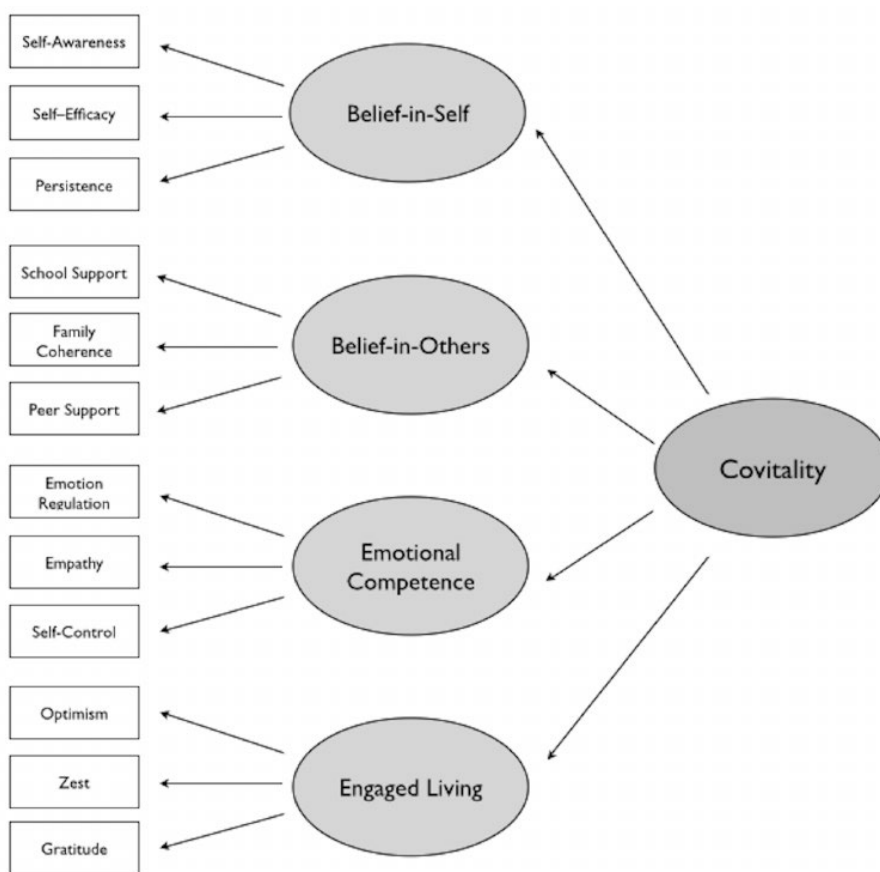 Self-Awareness
Self–Efficacy
Persistence
Belief-in-Self
School Support
Family
Coherence
Peer Support
Belief-in-Others
Emotion
Regulation
Empathy
Self-Control
Emotional
Competence
Optimism
Zest
Gratitude
Engaged Living
Covitality